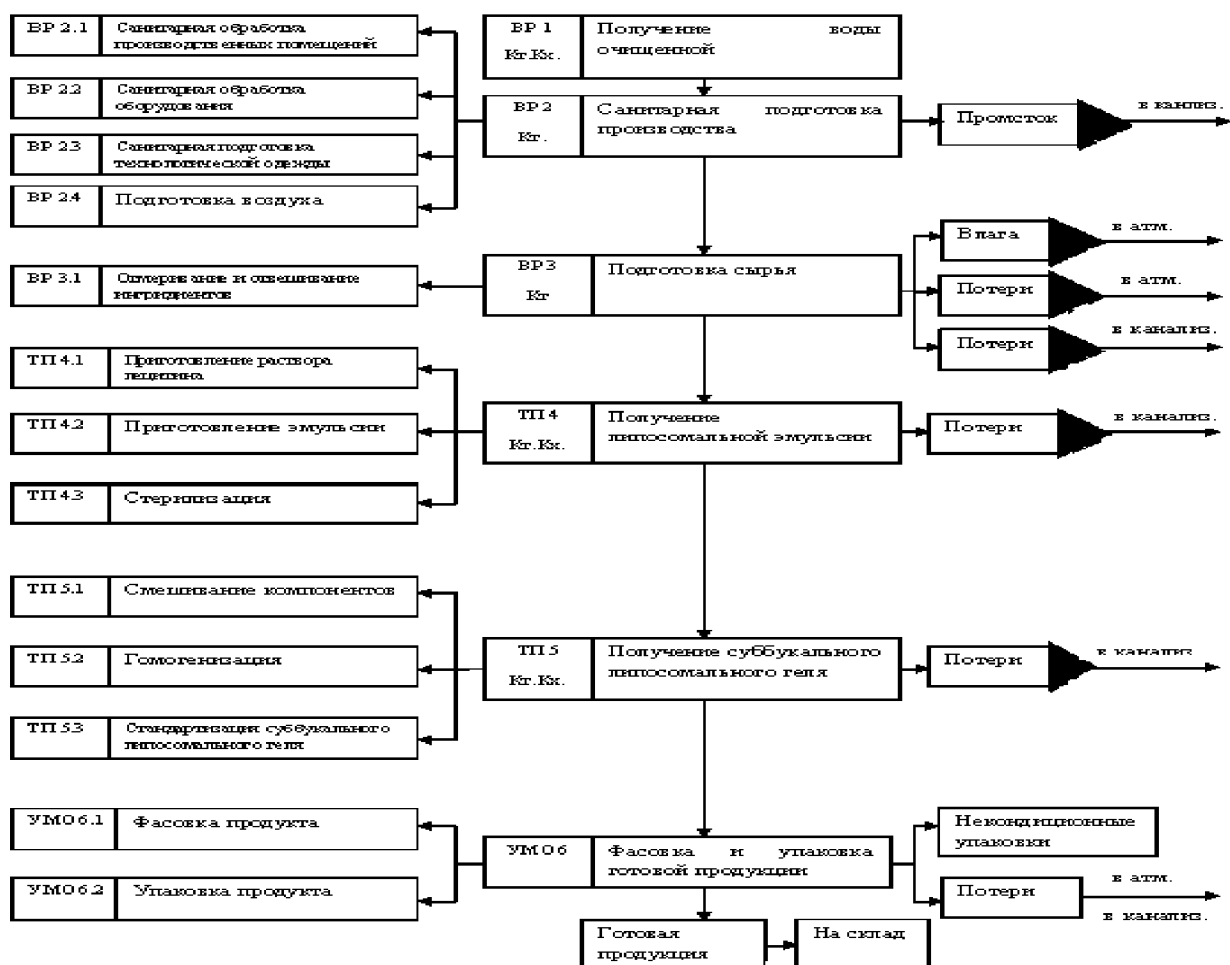 ВР 2.1
Санитарная обработка
производственных помещений
ВР 1
Кт.Кх.
Получение воды
очищенной
ВР 2.2
Санитарная обработка
оборудования
ВР 2
Кт.
Санитарная подготовка
производства
Промсток
в канлиз.
ВР 2.3
Санитарная подготовка
технологической одежды
ВР 2.4
Подготовка воздуха
Влага
в атм.
ВР 3.1
Отмеривание и отвешивание
ингридиентов
ВР 3
Кт
Подготовка сырья
Потери
в атм.
Потери
в канализ.
ТП 4.1
Приготовление раствора
лецитина
ТП 4.2
Приготовление эмульсии
ТП 4
Кт.Кх.
Получение
липосомальной эмульсии
Потери
в канализ.
ТП 4.3
Стерилизация
ТП 5.1
Смешивание компонентов
ТП 5.2
Гомогенизация
ТП 5
Кт.Кх.
Получение суббукального
липосомального геля
Потери
в канализ
ТП 5.3
Стандартизация суббукального
липосомального геля
УМО 6.1
Фасовка продукта
УМО 6
Фасовка и упаковка
готовой продукции
Некондиционные
упаковки
УМО 6.2
Упаковка продукта
Потери
в атм.
в канализ.
Готовая
продукция
На склад